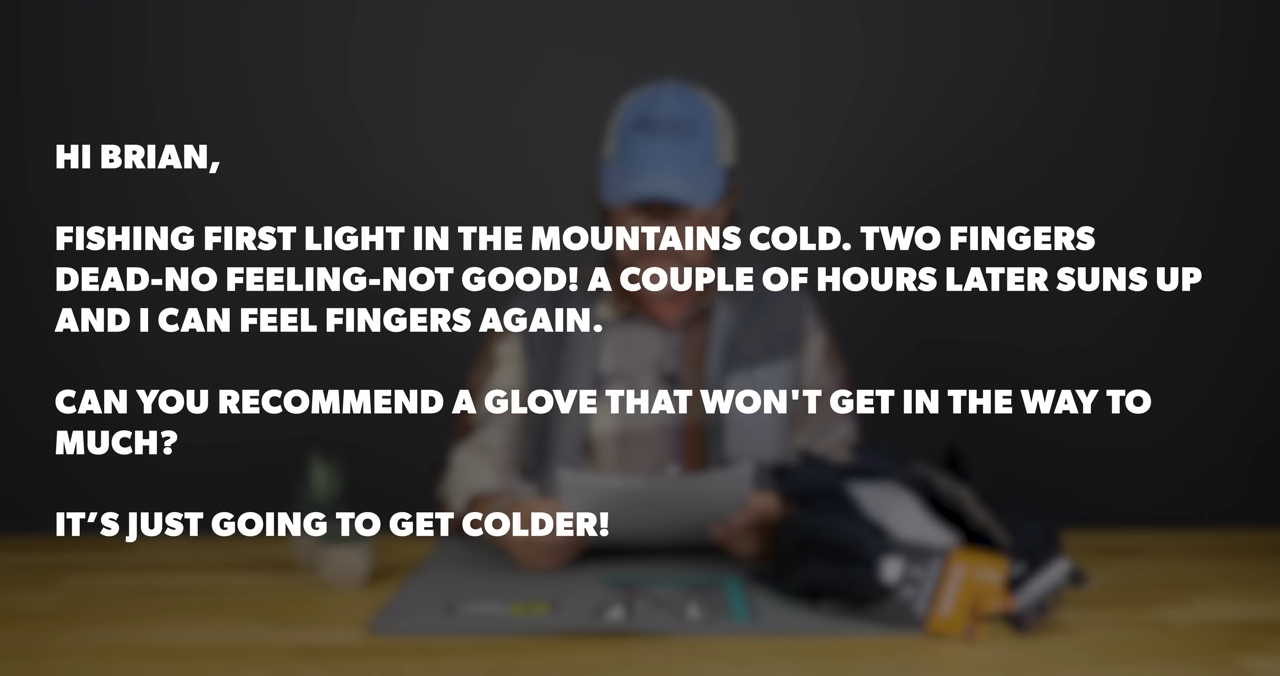 HI BRIAN,
FISHING FIRST LIGHT IN THE MOUNTAINS COLD. TWO FINGERS
DEAD-NO FEELING-NOT GOOD! A COUPLE OF HOURS LATER SUNS UP
AND I CAN FEEL FINGERS AGAIN.
CAN YOU RECOMMEND A GLOVE THAT WON'T GET IN THE WAY TO
MUCH?
IT’S JUST GOING TO GET COLDER!